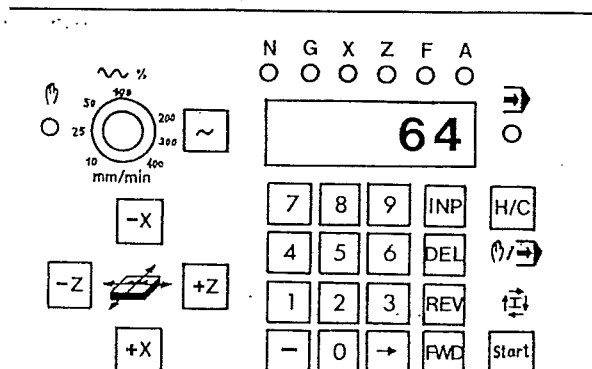 N G X Z F A
%
50 100 200
25 300
10 400
mm/min
~
64
-X
-Z +Z
+X
7 8 9 INP H/C
4 5 6 DEL
1 2 3 REV
- 0 → FWD Start